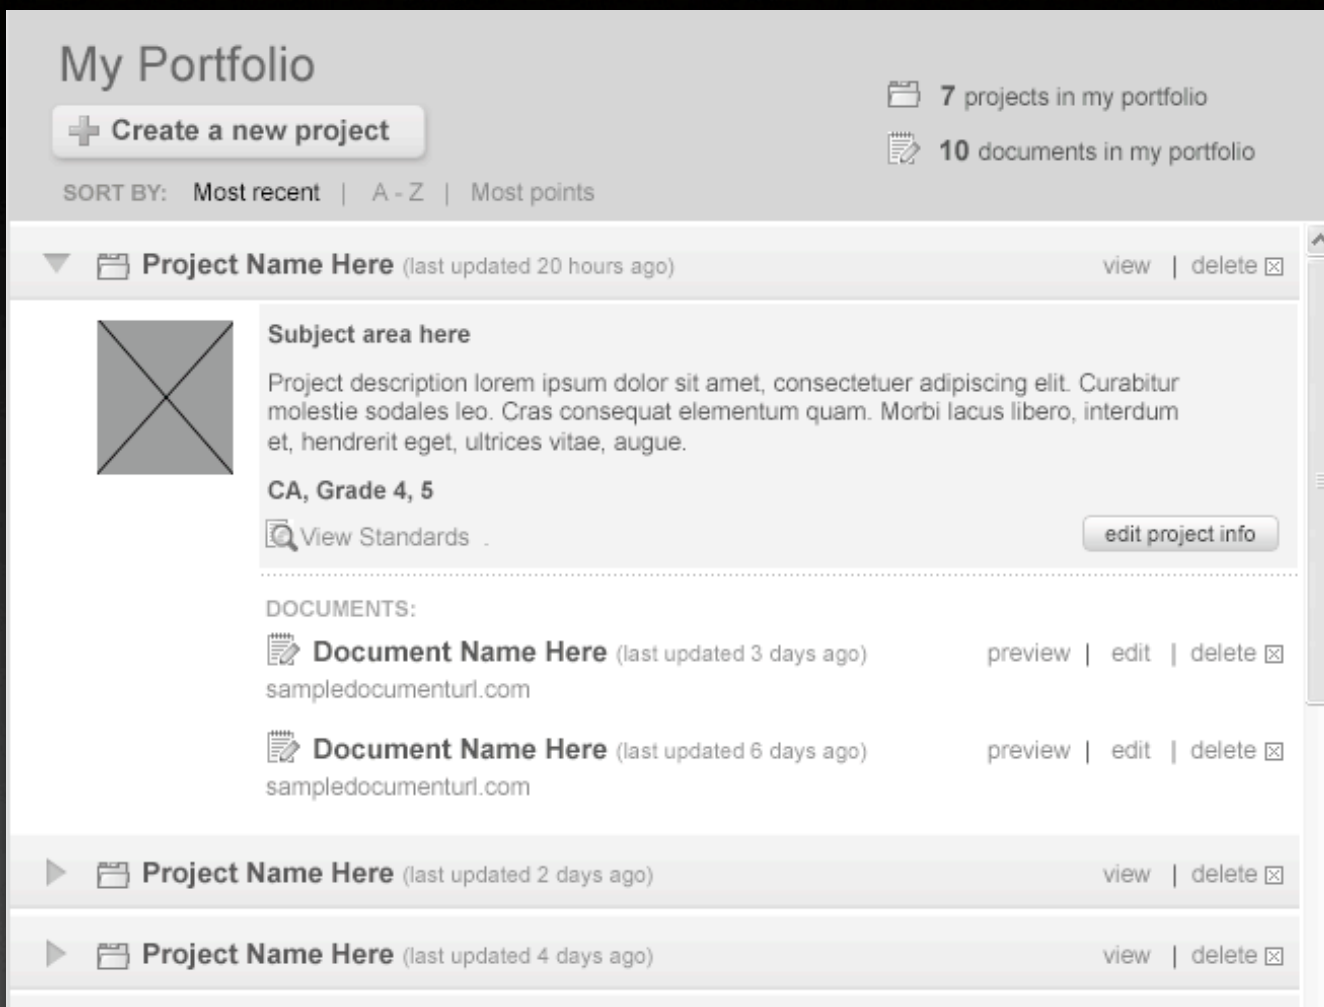 My Portfolio
Create a new project
7 projects in my portfolio
10 documents in my portfolio
SORT BY: Most recent | A - Z | Most points
Project Name Here (last updated 20 hours ago) view | delete
Subject area here
Project description lorem ipsum dolor sit amet, consectetuer adipiscing elit. Curabitur
molestie sodales leo. Cras consequat elementum quam. Morbi lacus libero, interdum
et, hendrerit eget, ultrices vitae, augue.
CA, Grade 4, 5
View Standards .
edit project info
DOCUMENTS:
Document Name Here (last updated 3 days ago) preview | edit | delete
sampledocumenturl.com
Document Name Here (last updated 6 days ago) preview | edit | delete
sampledocumenturl.com
Project Name Here (last updated 2 days ago) view | delete
Project Name Here (last updated 4 days ago) view | delete